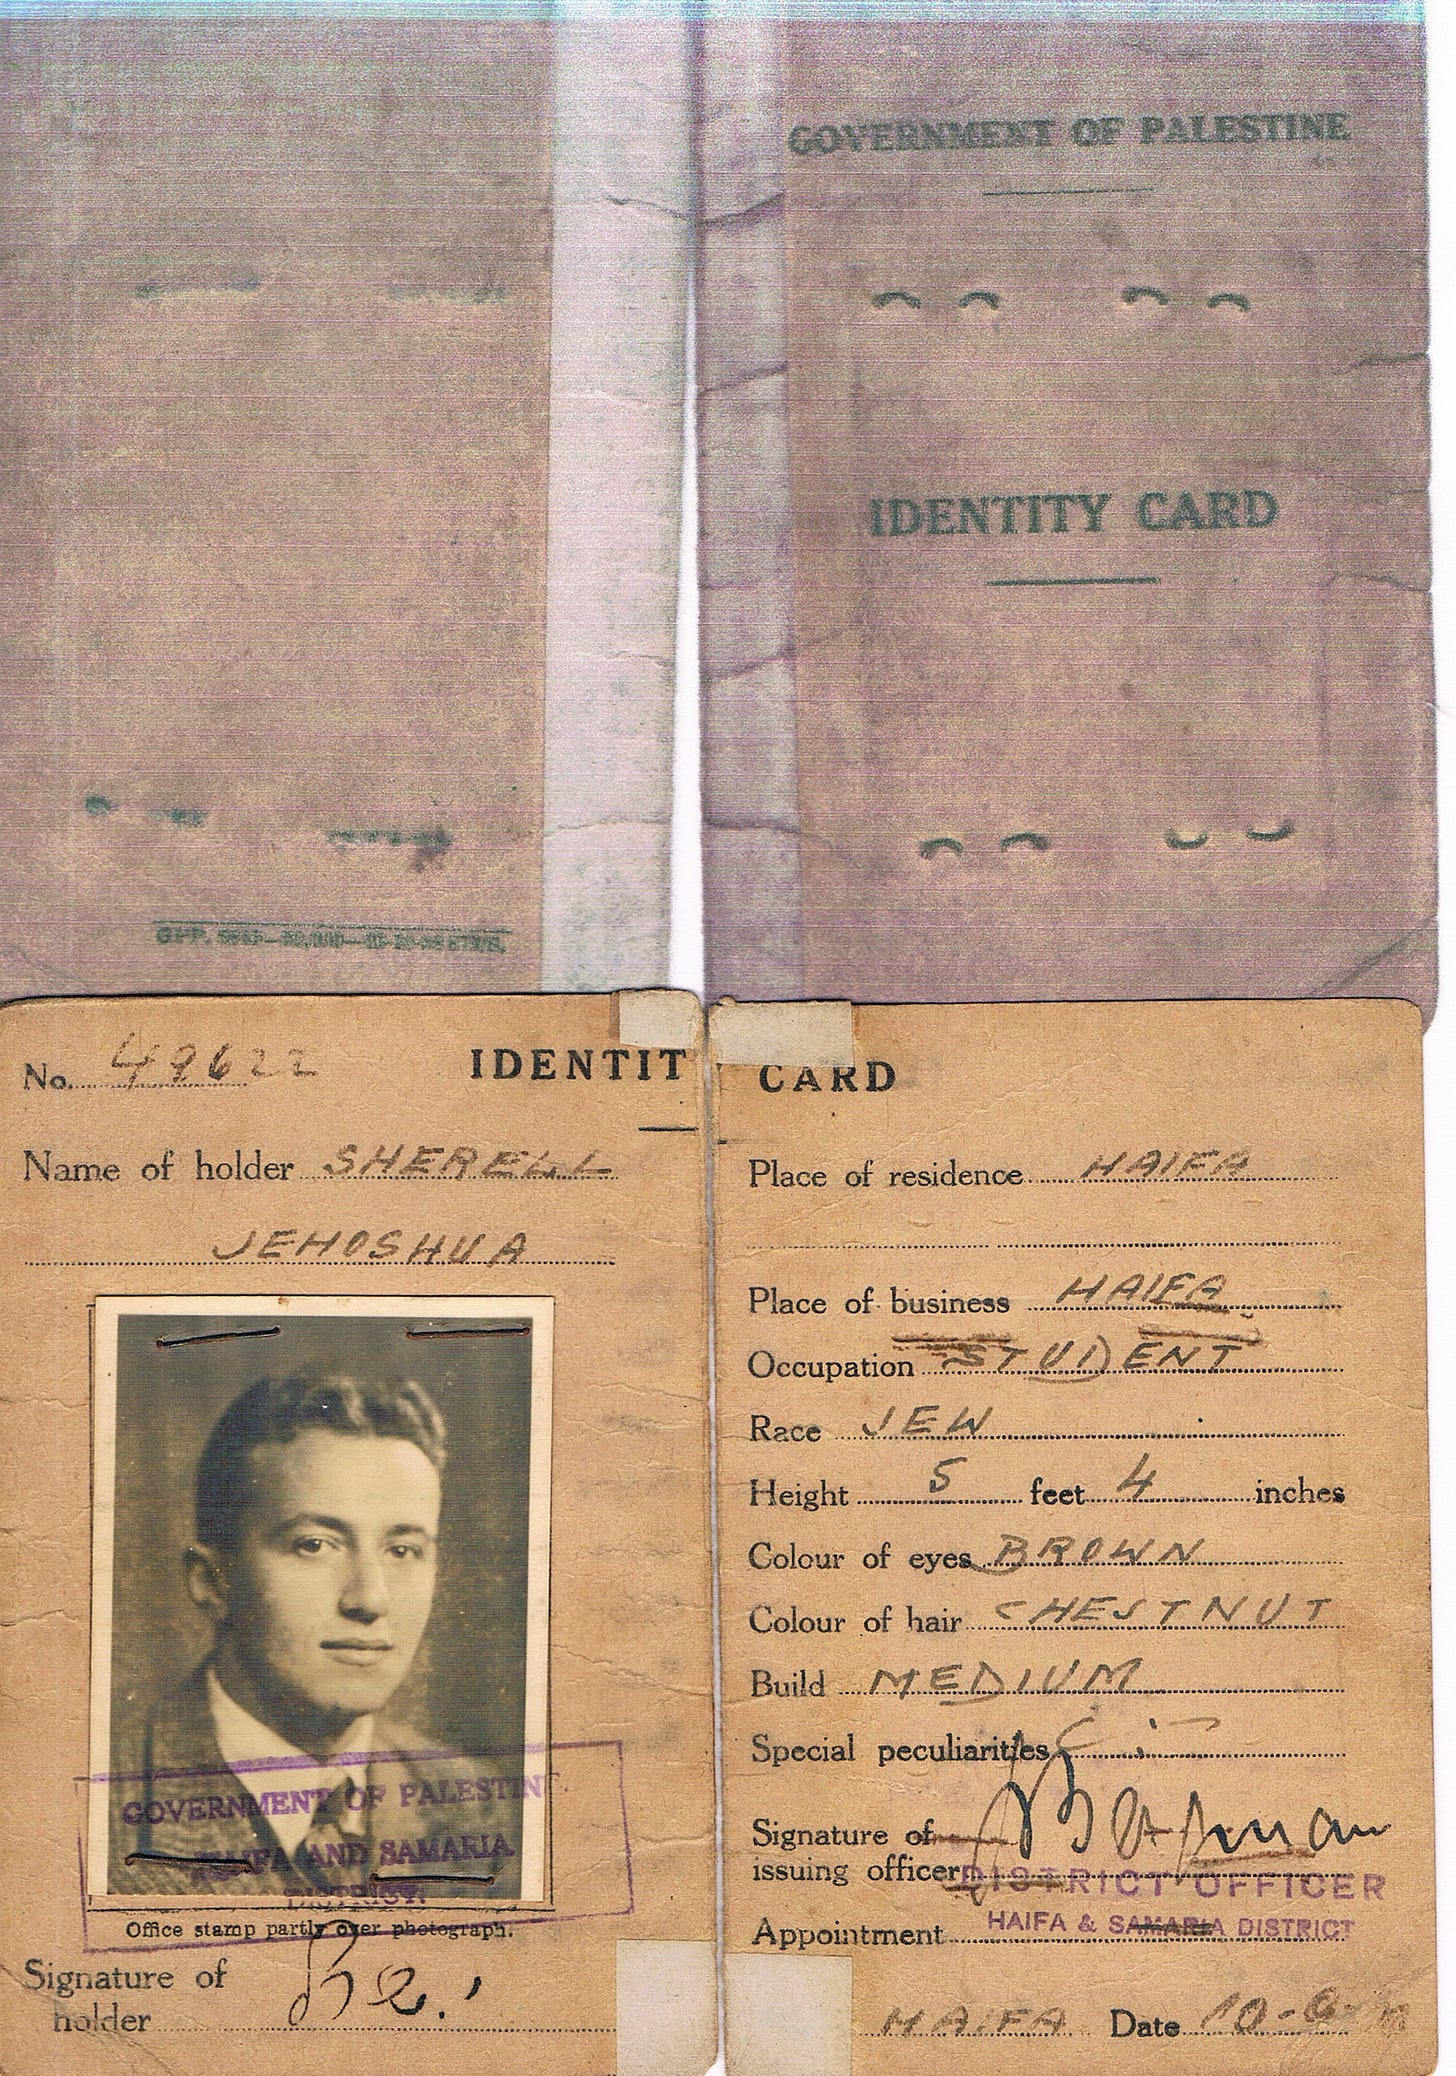 GOVERNMENT OF PALESTINE
IDENTITY CARD
No. 49622
IDENTIT CARD
Name of holder SHERELL
JEHOSHUA
GOVERNMENT OF PALESTIN
HAIFA AND SAMARIA
DISTRICT.
Office stamp partly over photograph.
Signature of
holder
Place of residence HAIFA
Place of business HAIFA
Occupation STUDENT
Race JEW
Height 5 feet 4 inches
Colour of eyes BROWN
Colour of hair CHESTNUT
Build MEDIUM
Special peculiarities
Signature of
issuing officer
DISTRICT OFFICER
HAIFA & SAMARIA DISTRICT
Appointment
HAIFA Date